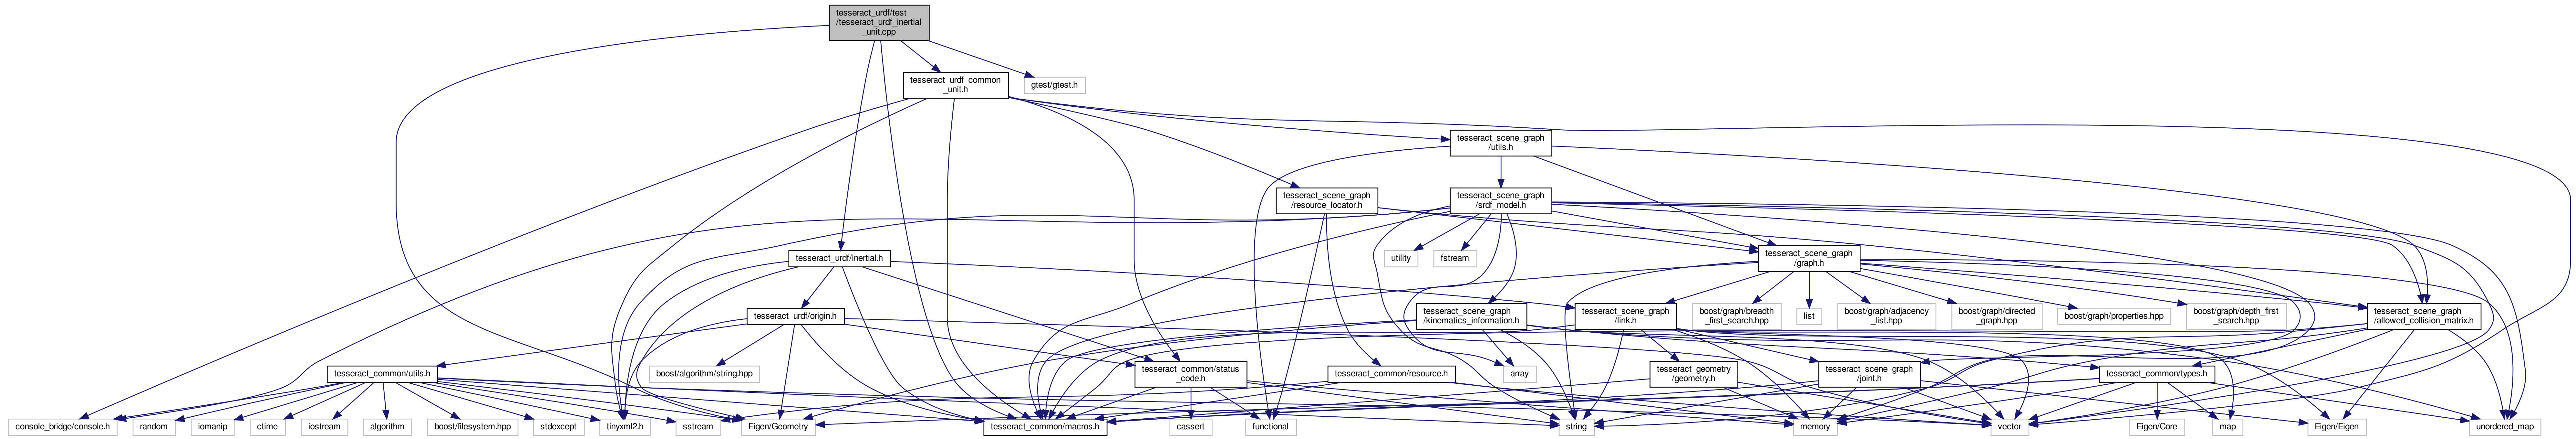 tesseract_urdf/test
/tesseract_urdf_inertial
_unit.cpp
tesseract_urdf_common
_unit.h
gtest/gtest.h
tesseract_scene_graph
/utils.h
tesseract_scene_graph
/resource_locator.h
tesseract_scene_graph
/srdf_model.h
tesseract_urdf/inertial.h
utility
fstream
tesseract_scene_graph
/graph.h
tesseract_urdf/origin.h
tesseract_scene_graph
/kinematics_information.h
tesseract_scene_graph
/link.h
boost/graph/breadth
_first_search.hpp
list
boost/graph/adjacency
_list.hpp
boost/graph/directed
_graph.hpp
boost/graph/properties.hpp
boost/graph/depth_first
_search.hpp
tesseract_scene_graph
/allowed_collision_matrix.h
tesseract_common/utils.h
boost/algorithm/string.hpp
tesseract_common/status
_code.h
tesseract_common/resource.h
array
tesseract_geometry
/geometry.h
tesseract_scene_graph
/joint.h
tesseract_common/types.h
console_bridge/console.h
random
iomanip
ctime
iostream
algorithm
boost/filesystem.hpp
stdexcept
tinyxml2.h
sstream
Eigen/Geometry
tesseract_common/macros.h
cassert
functional
string
memory
vector
Eigen/Core
map
Eigen/Eigen
unordered_map